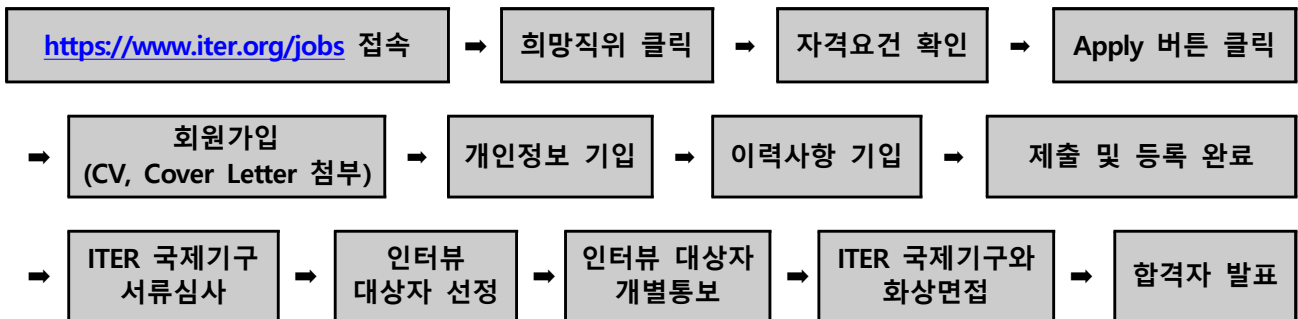 https://www.iter.org/jobs 접속 ➡ 희망직위 클릭 ➡ 자격요건 확인 ➡ Apply 버튼 클릭
➡ 회원가입
(CV, Cover Letter 첨부) ➡ 개인정보 기입 ➡ 이력사항 기입 ➡ 제출 및 등록 완료
➡ ITER 국제기구
서류심사 ➡ 인터뷰
대상자 선정 ➡ 인터뷰 대상자
개별통보 ➡ ITER 국제기구와
화상면접 ➡ 합격자 발표